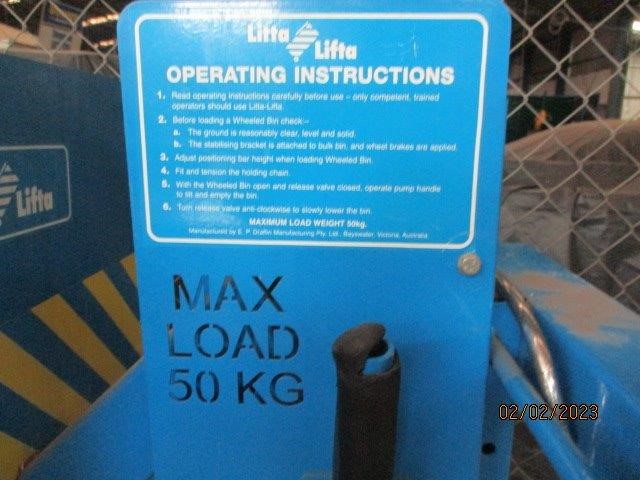 Litta
Lifta
OPERATING INSTRUCTIONS
1. Read operating instructions carefully before use – only competent, trained
operators should use Litta-Lifta.
2. Before loading a Wheeled Bin check:–
a. The ground is reasonably clear, level and solid.
b. The stabilising bracket is attached to bulk bin, and wheel brakes are applied.
3. Adjust positioning bar height when loading Wheeled Bin.
4. Fit and tension the holding chain.
5. With the Wheeled Bin open and release valve closed, operate pump handle
to tilt and empty the bin.
6. Turn release valve anti-clockwise to slowly lower the bin.
MAXIMUM LOAD WEIGHT 50kg.
Manufactured by E. P. Draffin Manufacturing Pty. Ltd., Bayswater, Victoria, Australia
Lifta
MAX
LOAD
50 KG
02/02/2023